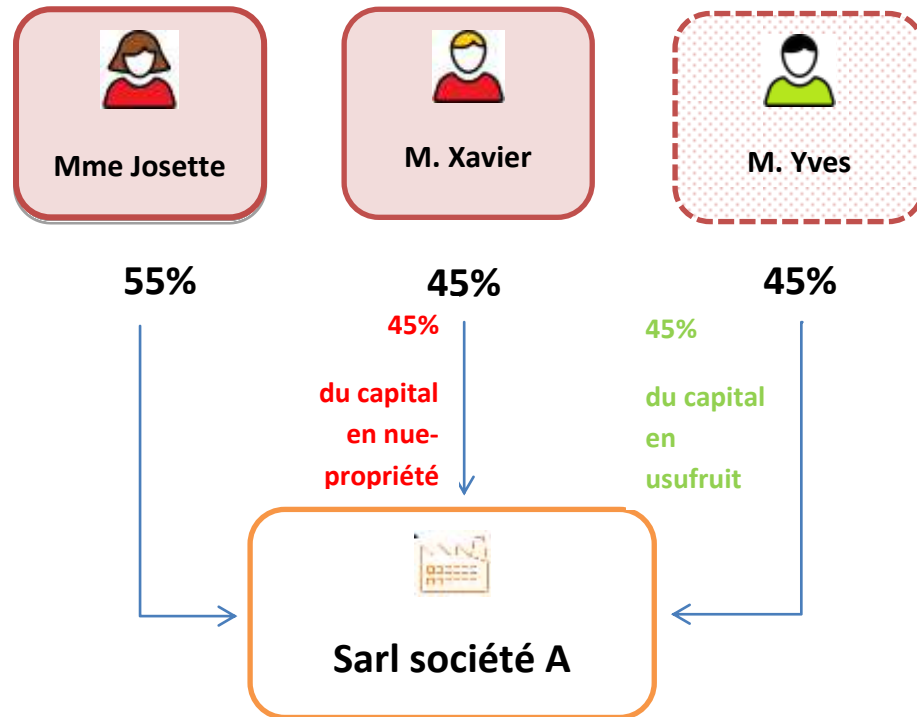 Mme Josette
M. Xavier
M. Yves
55%
45%
45%
45%
du capital
en nue-
propriété
45%
du capital
en
usufruit
Sarl société A